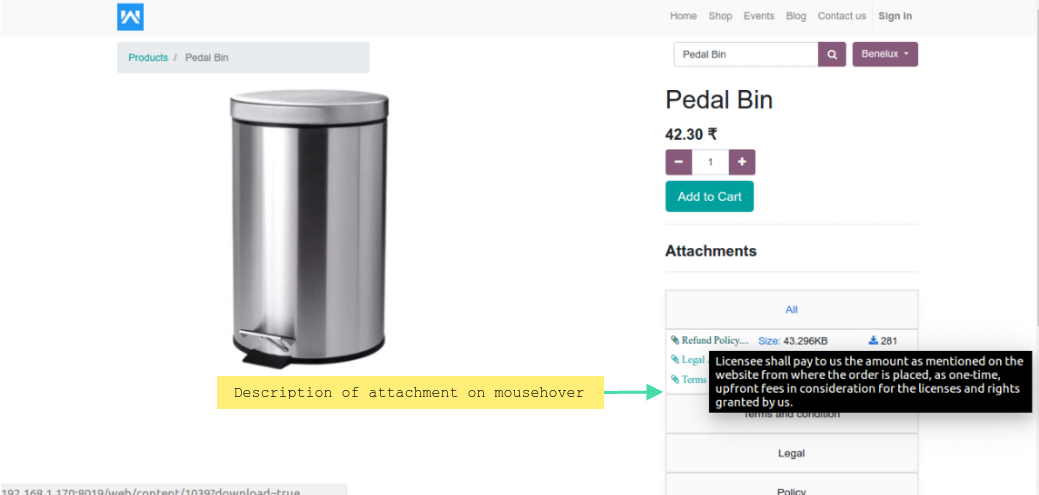 Home Shop Events Blog Contact us Sign in
Products / Pedal Bin
Pedal Bin
Benelux
Pedal Bin
42.30 ₹
− 1 +
Add to Cart
Attachments
All
Refund Policy.... Size: 43.296KB 281
Legal
Terms
Licensee shall pay to us the amount as mentioned on the
website from where the order is placed, as one-time,
upfront fees in consideration for the licenses and rights
granted by us.
Description of attachment on mousehover
Terms and condition
Legal
Policy
192.168.1.170:8019/web/content/1039?download=true